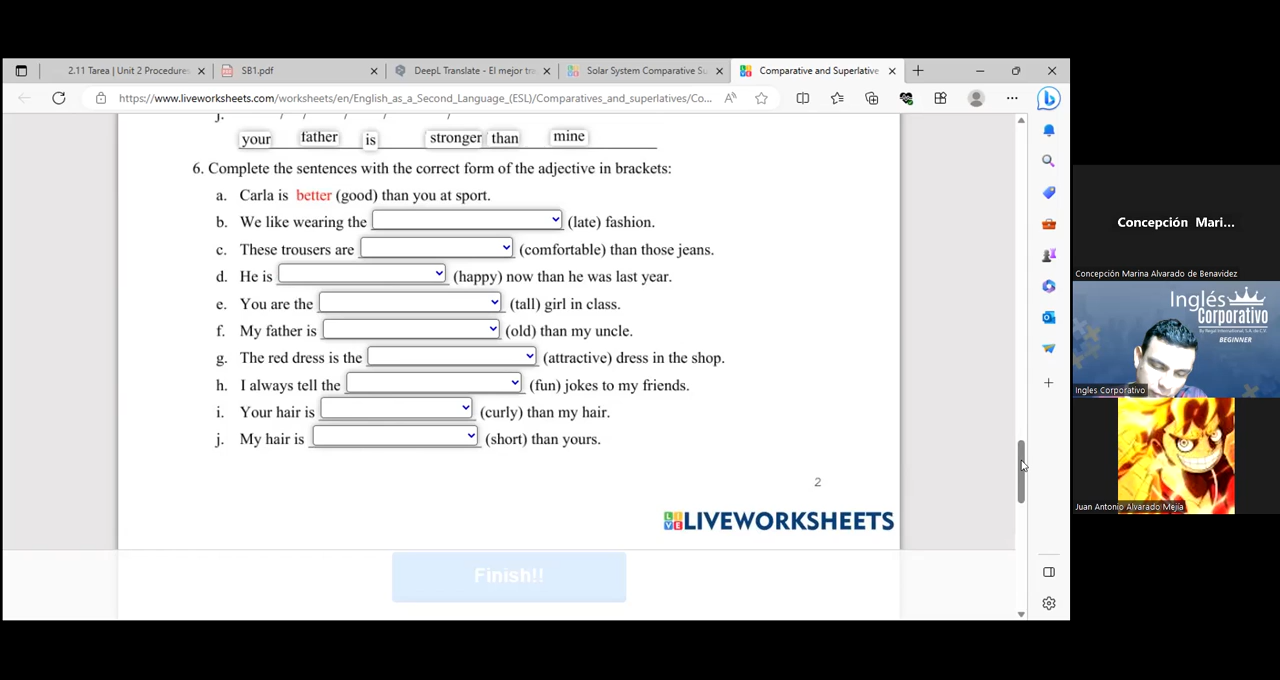 2.11 Tarea | Unit 2 Procedures
SB1.pdf
DeepL Translate - El mejor tr
Solar System Comparative Su
Comparative and Superlative
https://www.liveworksheets.com/worksheets/en/English_as_a_Second_Language_(ESL)/Comparatives_and_superlatives/Co...
j. / / / / /
your father is stronger than mine
6. Complete the sentences with the correct form of the adjective in brackets:
a. Carla is better (good) than you at sport.
b. We like wearing the (late) fashion.
c. These trousers are (comfortable) than those jeans.
d. He is (happy) now than he was last year.
e. You are the (tall) girl in class.
f. My father is (old) than my uncle.
g. The red dress is the (attractive) dress in the shop.
h. I always tell the (fun) jokes to my friends.
i. Your hair is (curly) than my hair.
j. My hair is (short) than yours.
2
LIVE LIVEWORKSHEETS
Finish!!
Concepción Mari...
Concepción Marina Alvarado de Benavidez
Inglés
Corporativo
By Regal International, S.A. de C.V.
BEGINNER
Ingles Corporativo
Juan Antonio Alvarado Mejía